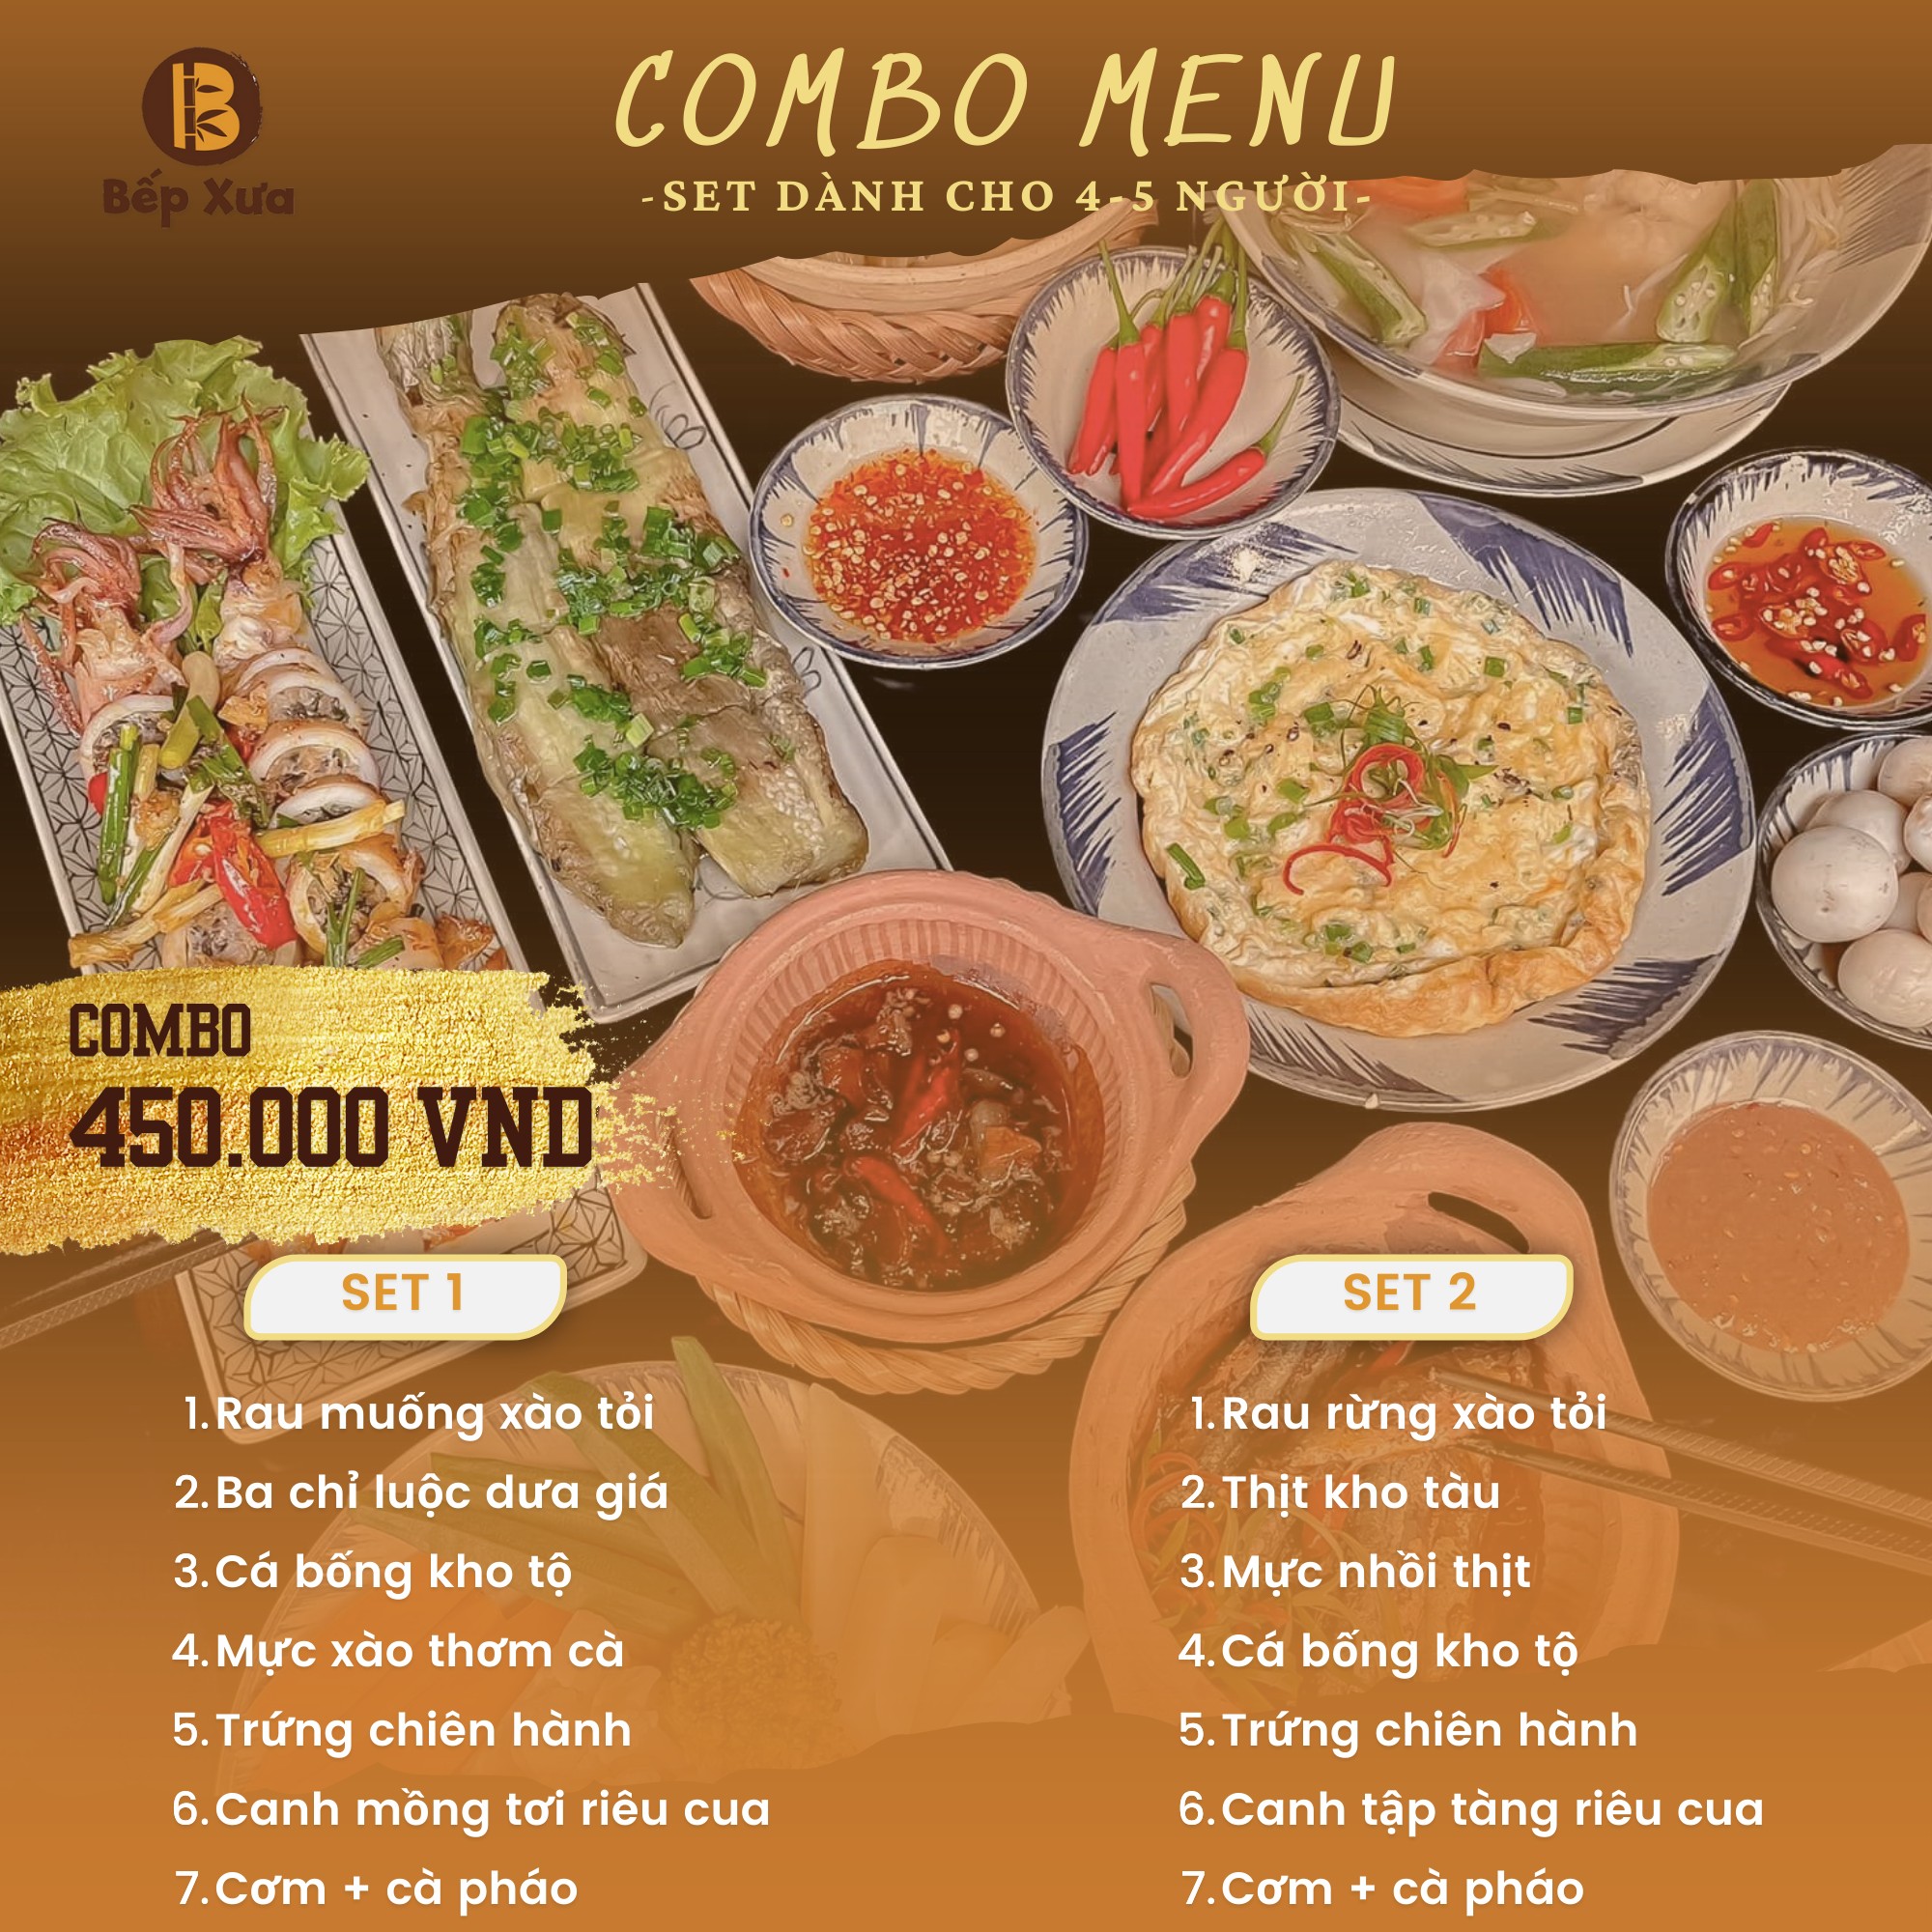 Bếp Xưa
COMBO MENU
-SET DÀNH CHO 4-5 NGƯỜI-
COMBO
450.000 VND
SET 1
1. Rau muống xào tỏi
2. Ba chỉ luộc dưa giá
3. Cá bống kho tộ
4. Mực xào thơm cà
5. Trứng chiên hành
6. Canh mồng tơi riêu cua
7. Cơm + cà pháo
SET 2
1. Rau rừng xào tỏi
2. Thịt kho tàu
3. Mực nhồi thịt
4. Cá bống kho tộ
5. Trứng chiên hành
6. Canh tập tàng riêu cua
7. Cơm + cà pháo